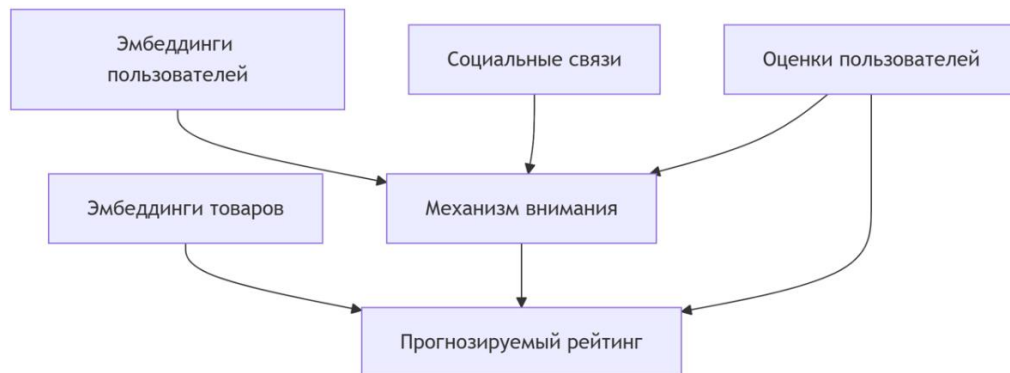 Эмбеддинги
пользователей
Социальные связи
Оценки пользователей
Эмбеддинги товаров
Механизм внимания
Прогнозируемый рейтинг